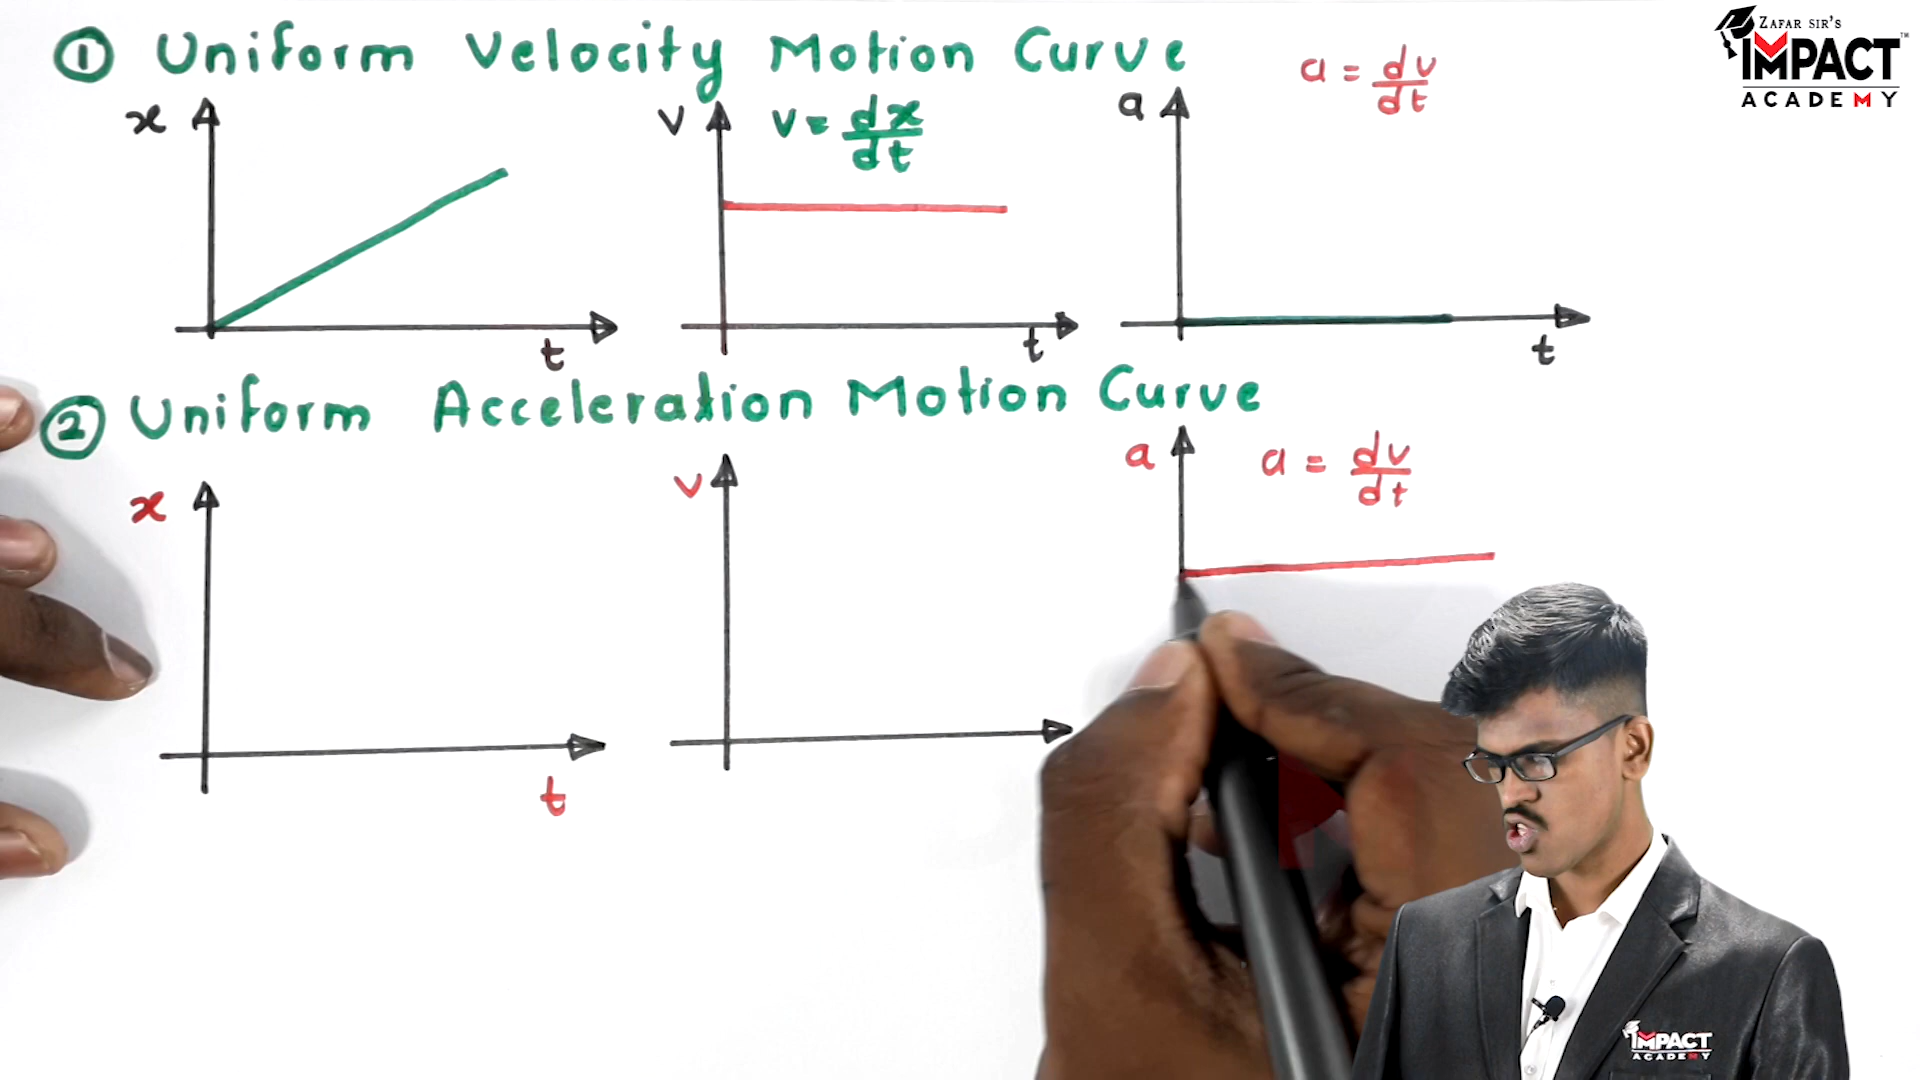 ① Uniform Velocity Motion Curve
x
t
v
v = dx/dt
t
a
a = dv/dt
t
② Uniform Acceleration Motion Curve
x
t
v
a
a = dv/dt
ZAFAR SIR'S
IMPACT™
ACADEMY
IMPACT
ACADEMY